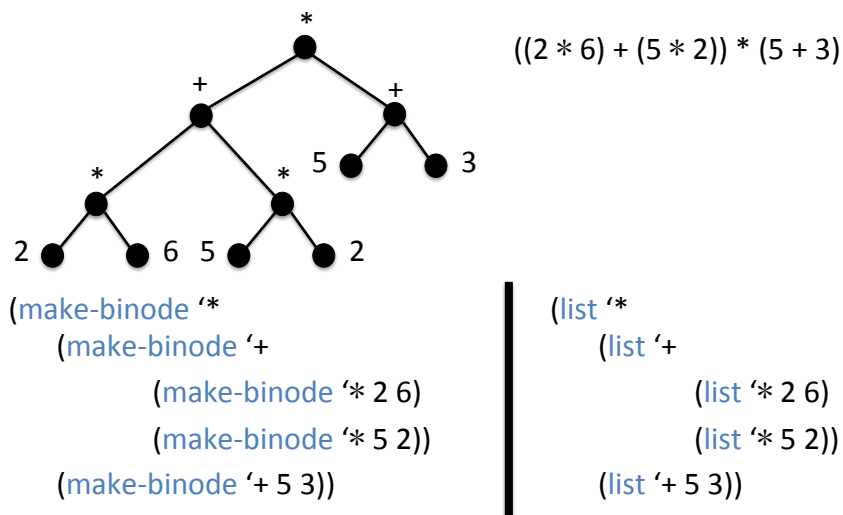 *
((2 * 6) + (5 * 2)) * (5 + 3)
+ +
* * 5 3
2 6 5 2
(make-binode ‘*
(make-binode ‘+
(make-binode ‘* 2 6)
(make-binode ‘* 5 2))
(make-binode ‘+ 5 3))
(list ‘*
(list ‘+
(list ‘* 2 6)
(list ‘* 5 2))
(list ‘+ 5 3))